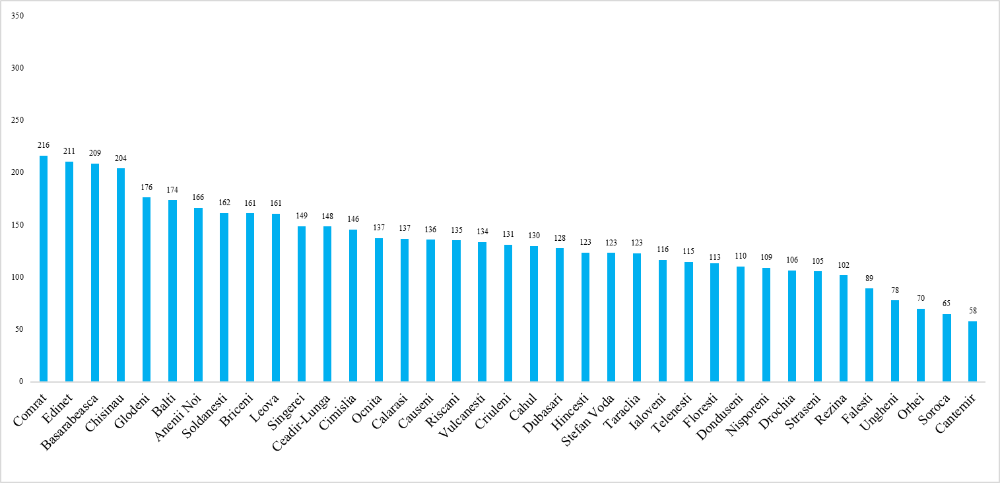 350
300
250
200
150
100
50
0
216
211
209
204
176
174
166
162
161
161
149
148
146
137
137
136
135
134
131
130
128
123
123
123
116
115
113
110
109
106
105
102
89
78
70
65
58
Comrat
Edinet
Basarabeasca
Chisinau
Glodeni
Balti
Anenii Noi
Soldanesti
Briceni
Leova
Singerei
Ceadir-Lunga
Cimislia
Ocnita
Calarasi
Causeni
Riscani
Vulcanesti
Criuleni
Cahul
Dubasari
Hincesti
Stefan Voda
Taraclia
Ialoveni
Telenesti
Floresti
Donduseni
Nisporeni
Drochia
Straseni
Rezina
Falesti
Ungheni
Orhei
Soroca
Cantemir